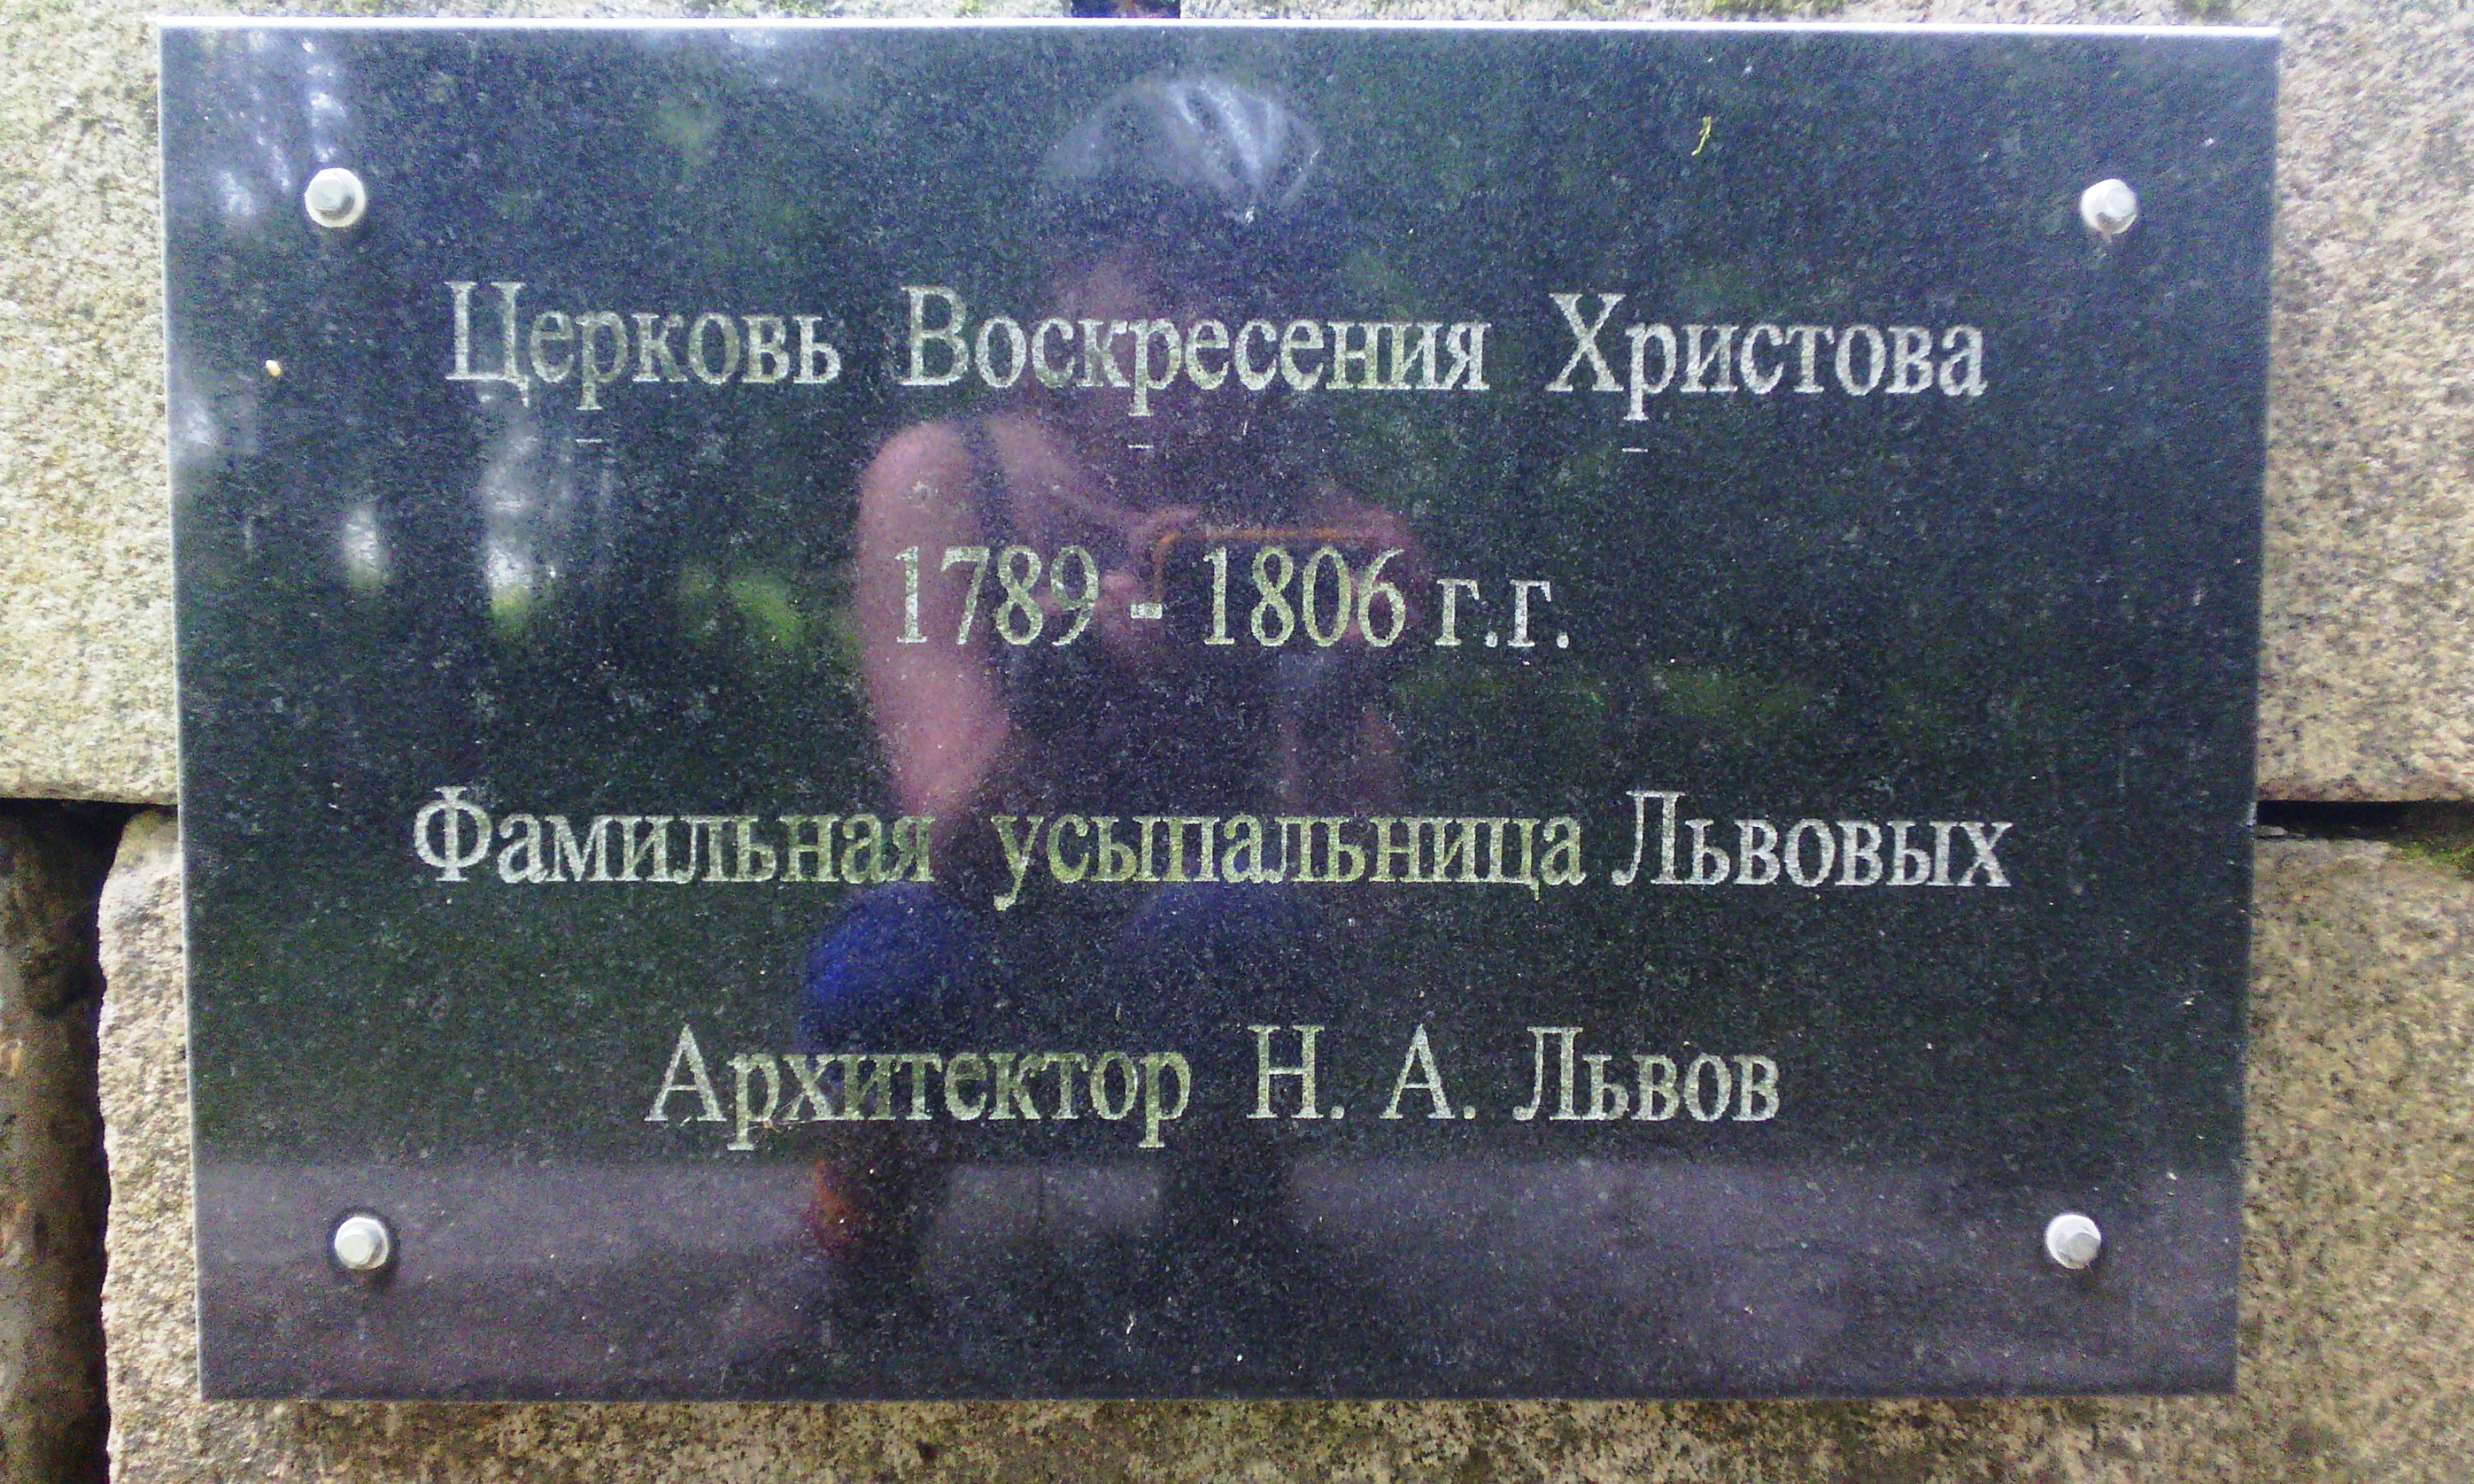 Церковь Воскресения Христова
1789 - 1806 г.г.
Фамильная усыпальница Львовых
Архитектор Н. А. Львов